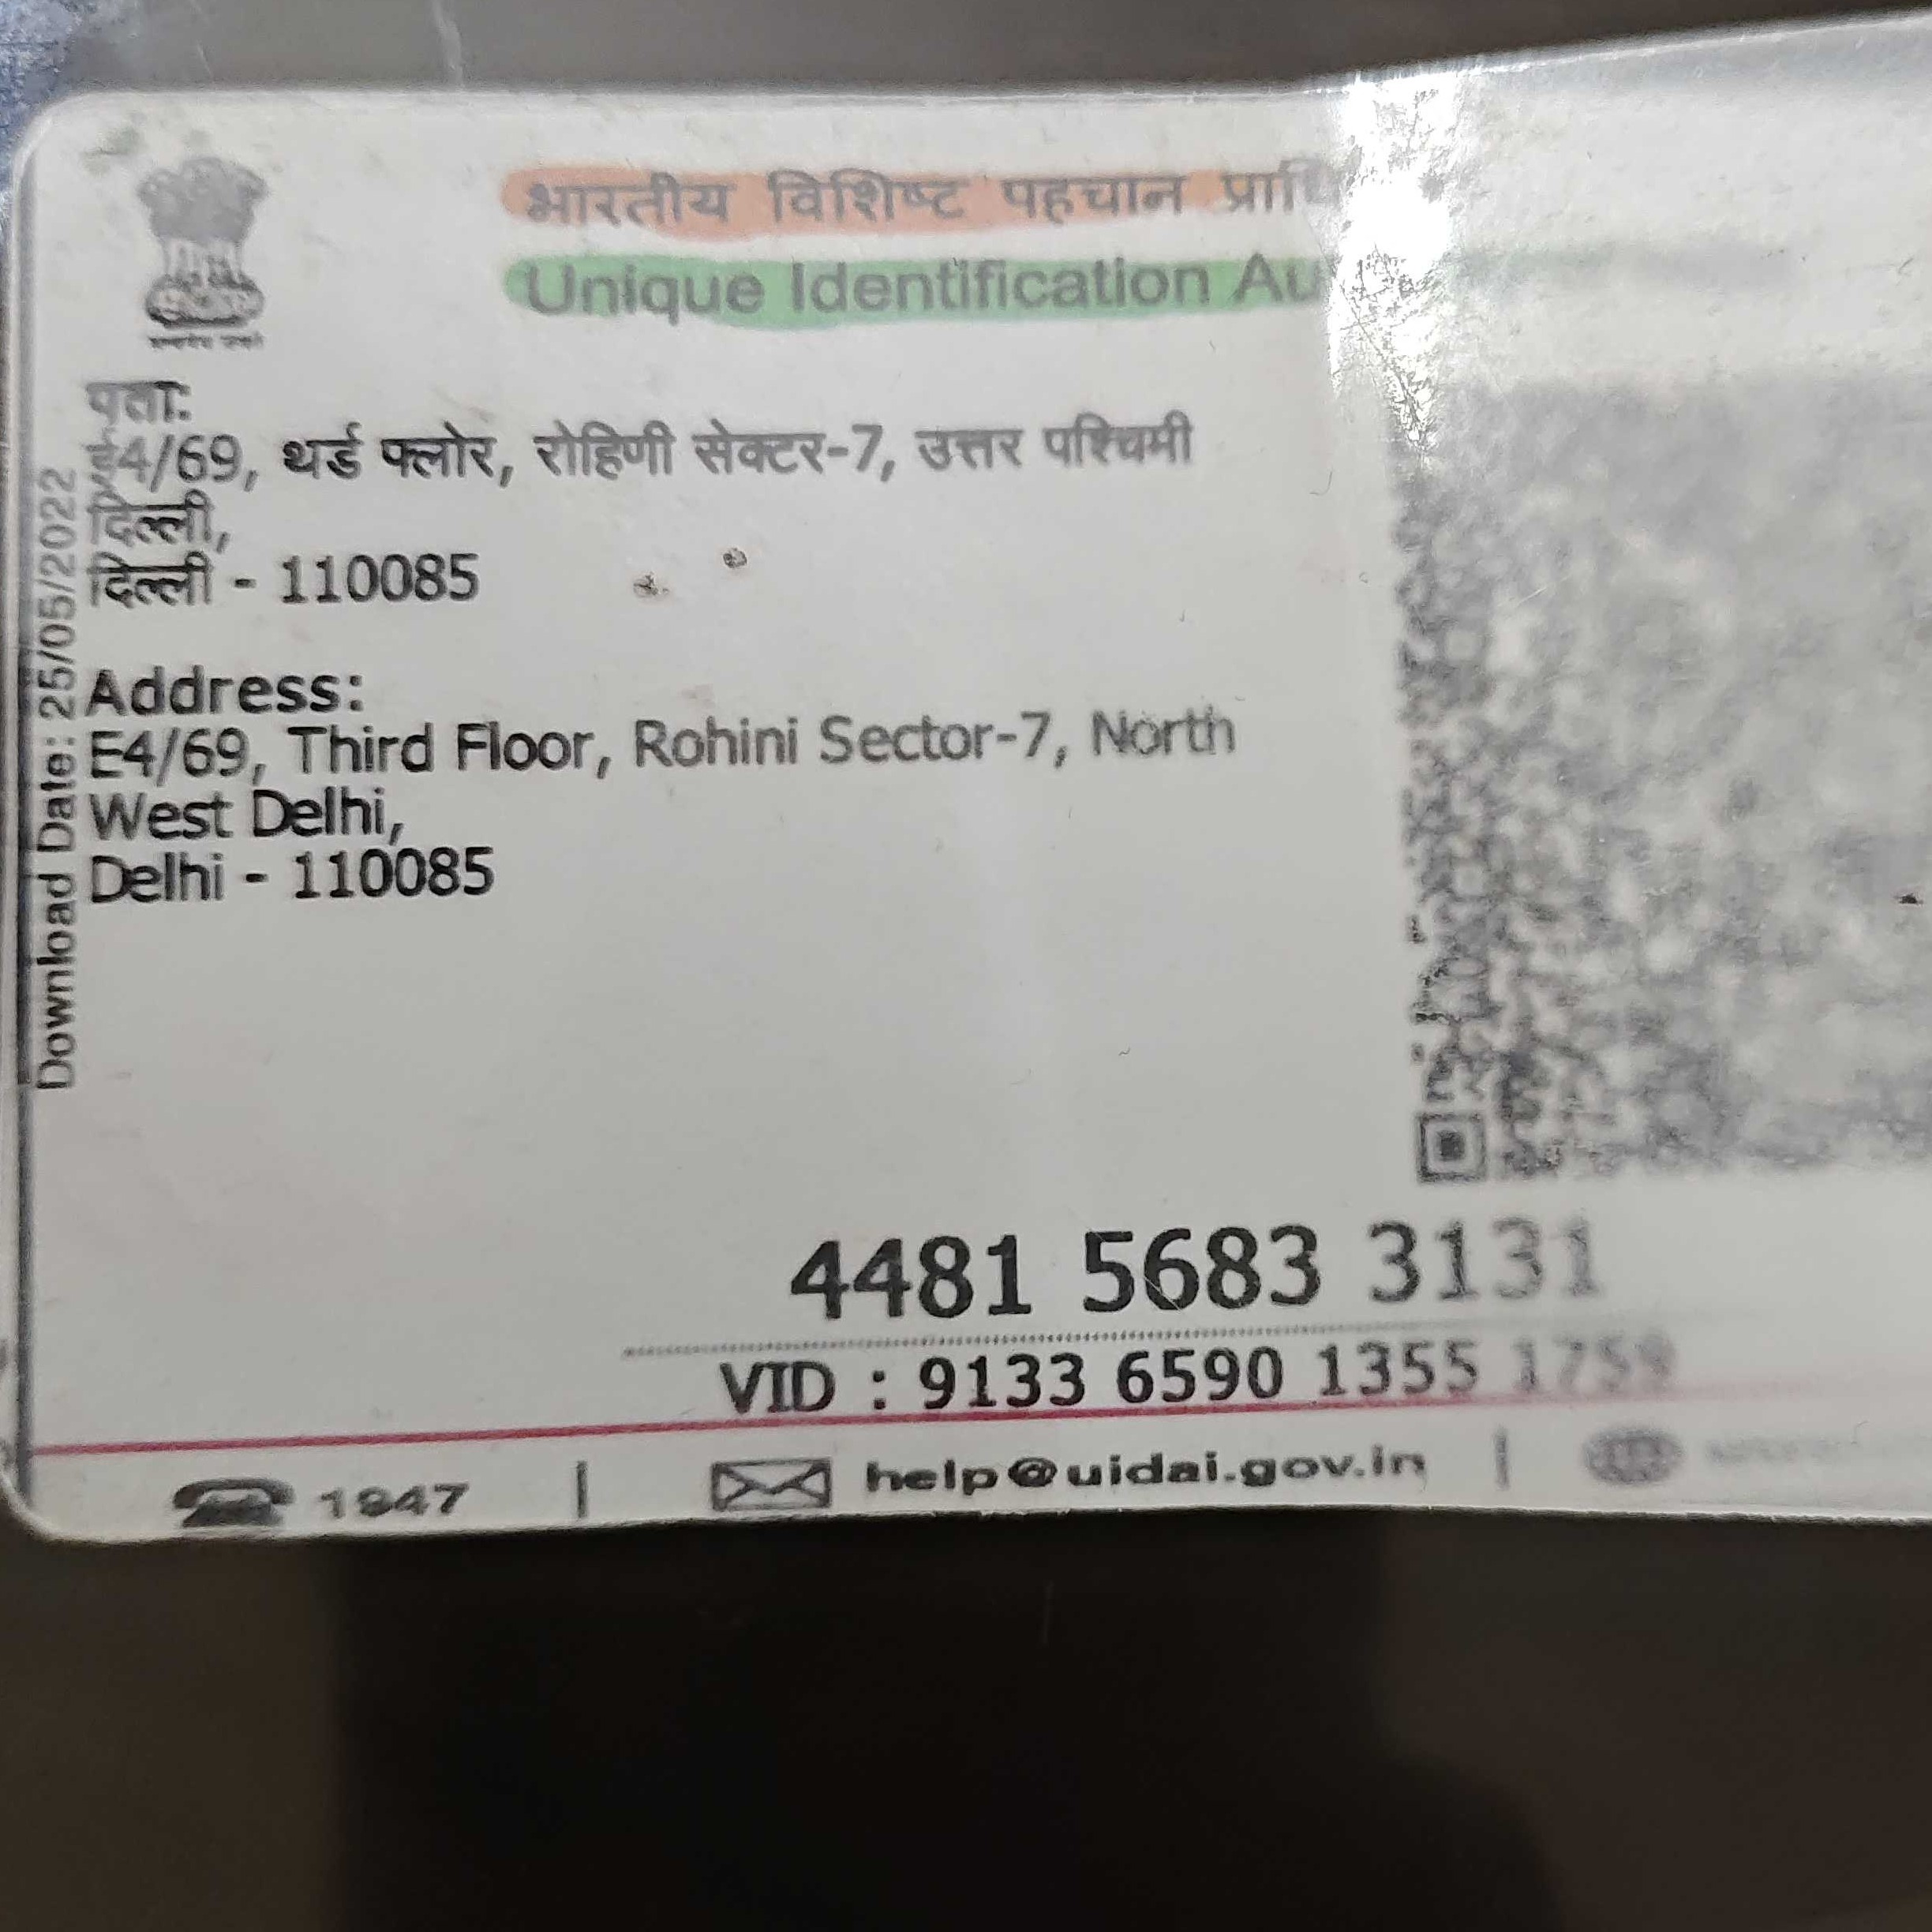 भारतीय विशिष्ट पहचान
Unique Identification Au
पता:
ई4/69, थर्ड फ्लोर, रोहिणी सेक्टर-7, उत्तर पश्चिमी
दिल्ली,
दिल्ली - 110085
Address:
E4/69, Third Floor, Rohini Sector-7, North
West Delhi,
Delhi - 110085
Download Date: 25/05/2022
4481 5683 3131
VID : 9133 6590 1355 1759
1947 | help@uidai.gov.in |